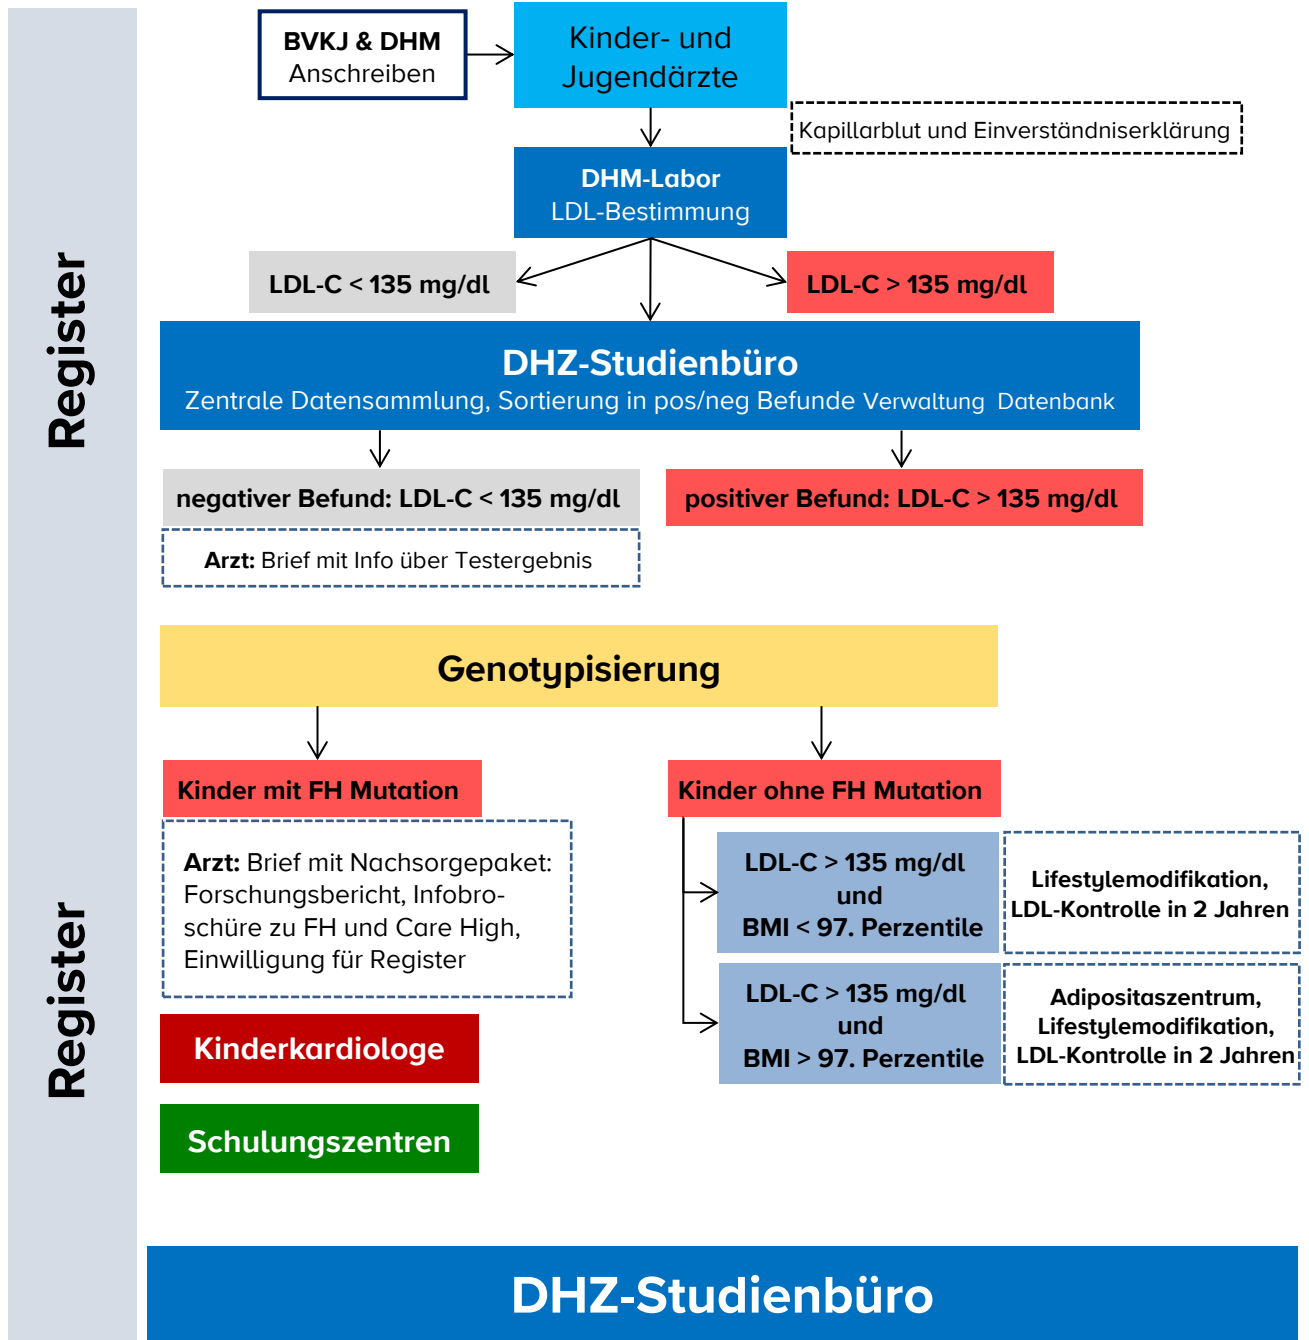 BVKJ & DHM
Anschreiben
Kinder- und
Jugendärzte
Kapillarblut und Einverständniserklärung
DHM-Labor
LDL-Bestimmung
LDL-C < 135 mg/dl
LDL-C > 135 mg/dl
Register
DHZ-Studienbüro
Zentrale Datensammlung, Sortierung in pos/neg Befunde Verwaltung Datenbank
negativer Befund: LDL-C < 135 mg/dl
positiver Befund: LDL-C > 135 mg/dl
Arzt: Brief mit Info über Testergebnis
Genotypisierung
Kinder mit FH Mutation
Kinder ohne FH Mutation
Arzt: Brief mit Nachsorgepaket:
Forschungsbericht, Infobro-
schüre zu FH und Care High,
Einwilligung für Register
LDL-C > 135 mg/dl
und
BMI < 97. Perzentile
Lifestylemodifikation,
LDL-Kontrolle in 2 Jahren
LDL-C > 135 mg/dl
und
BMI > 97. Perzentile
Adipositaszentrum,
Lifestylemodifikation,
LDL-Kontrolle in 2 Jahren
Register
Kinderkardiologe
Schulungszentren
DHZ-Studienbüro